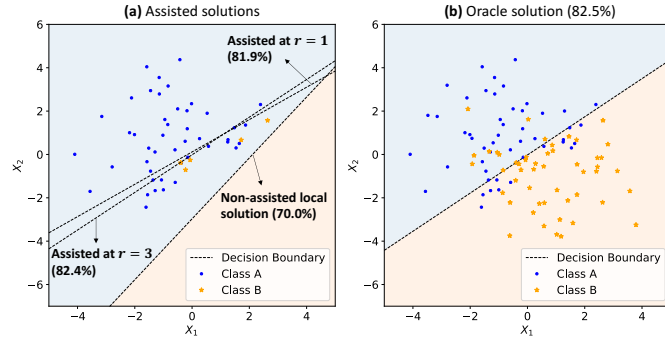 (a) Assisted solutions
(b) Oracle solution (82.5%)
6
4
2
0
−2
−4
−6
X2
−4
−2
0
2
4
X1
Assisted at r = 1
(81.9%)
Non-assisted local
solution (70.0%)
Assisted at r = 3
(82.4%)
Decision Boundary
Class A
Class B
6
4
2
0
−2
−4
−6
X2
−4
−2
0
2
4
X1
Decision Boundary
Class A
Class B